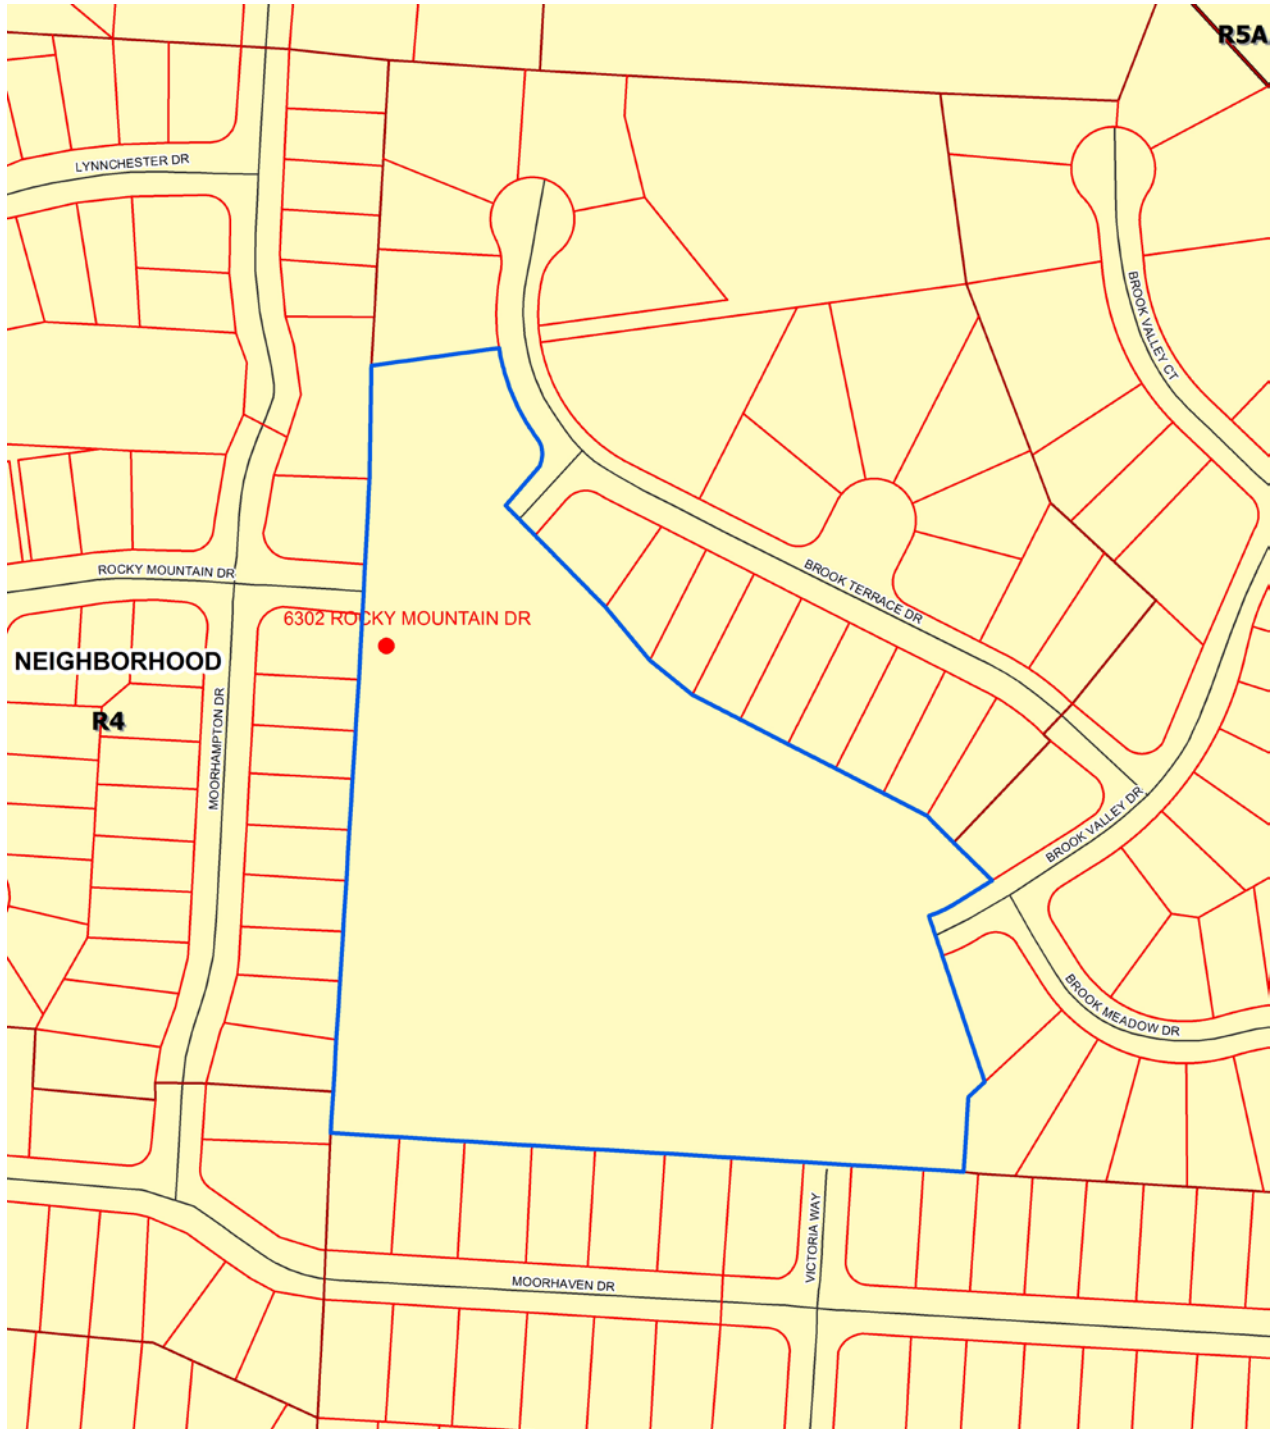 R5A
LYNNCHESTER DR
BROOK VALLEY CT
ROCKY MOUNTAIN DR
BROOK TERRACE DR
6302 ROCKY MOUNTAIN DR
NEIGHBORHOOD
R4
MOORHAMPTON DR
BROOK VALLEY DR
BROOK MEADOW DR
VICTORIA WAY
MOORHAVEN DR